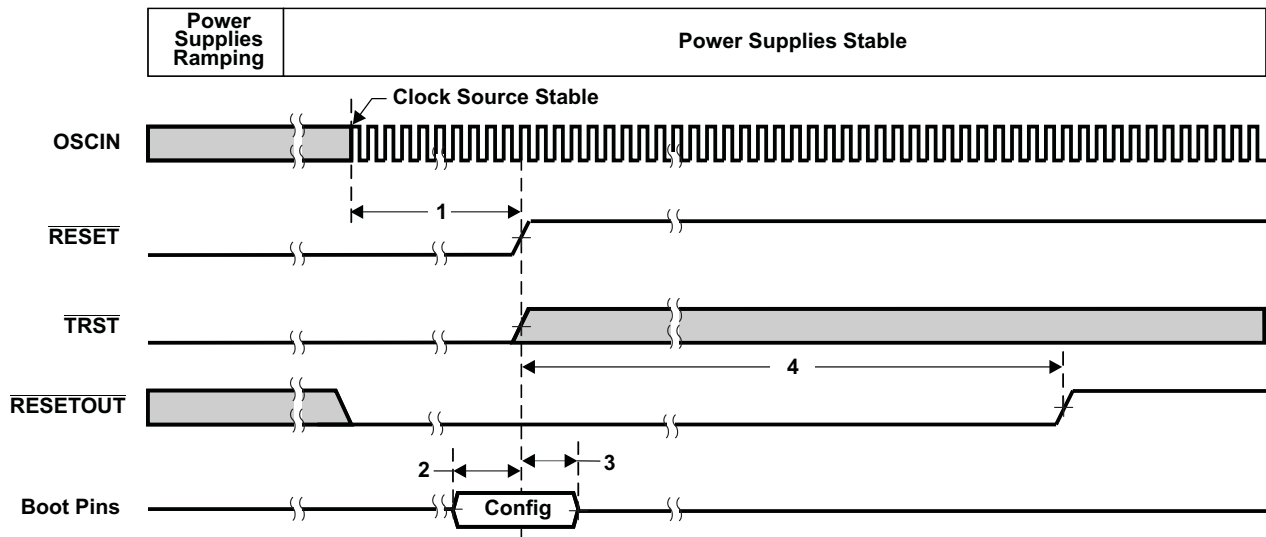 Power
Supplies
Ramping
Power Supplies Stable
Clock Source Stable
OSCIN
1
RESET
TRST
4
RESETOUT
2
3
Boot Pins
Config